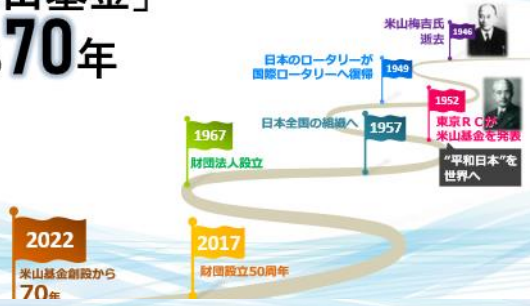 山基金」
70年
米山梅吉氏
逝去
1946
日本のロータリーが
国際ロータリーへ復帰
1949
1952
東京RCが
米山基金を発表
日本全国の組織へ
1957
"平和日本"を
世界へ
1967
財団法人設立
2022
米山基金創設から
70年
2017
財団設立50周年